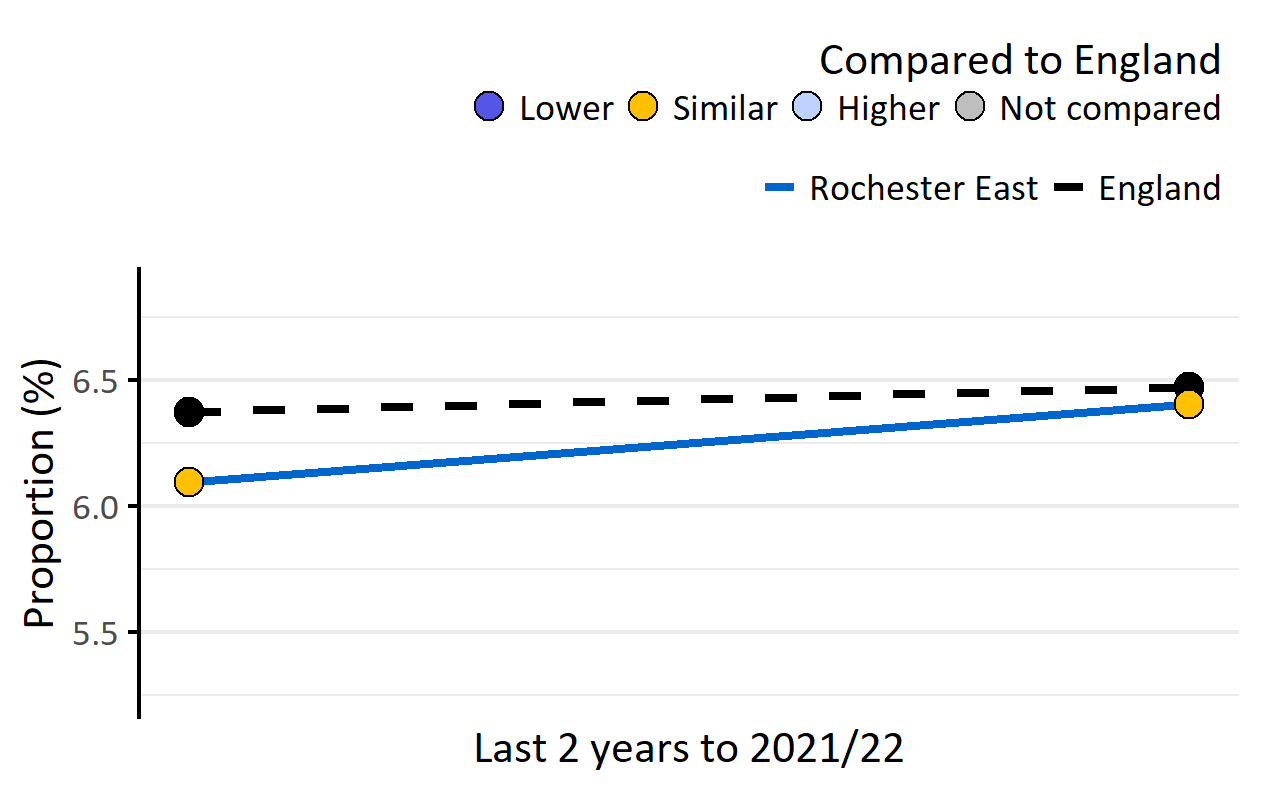 Compared to England
Lower Similar Higher Not compared
Rochester East England
Proportion (%)
6.5
6.0
5.5
Last 2 years to 2021/22